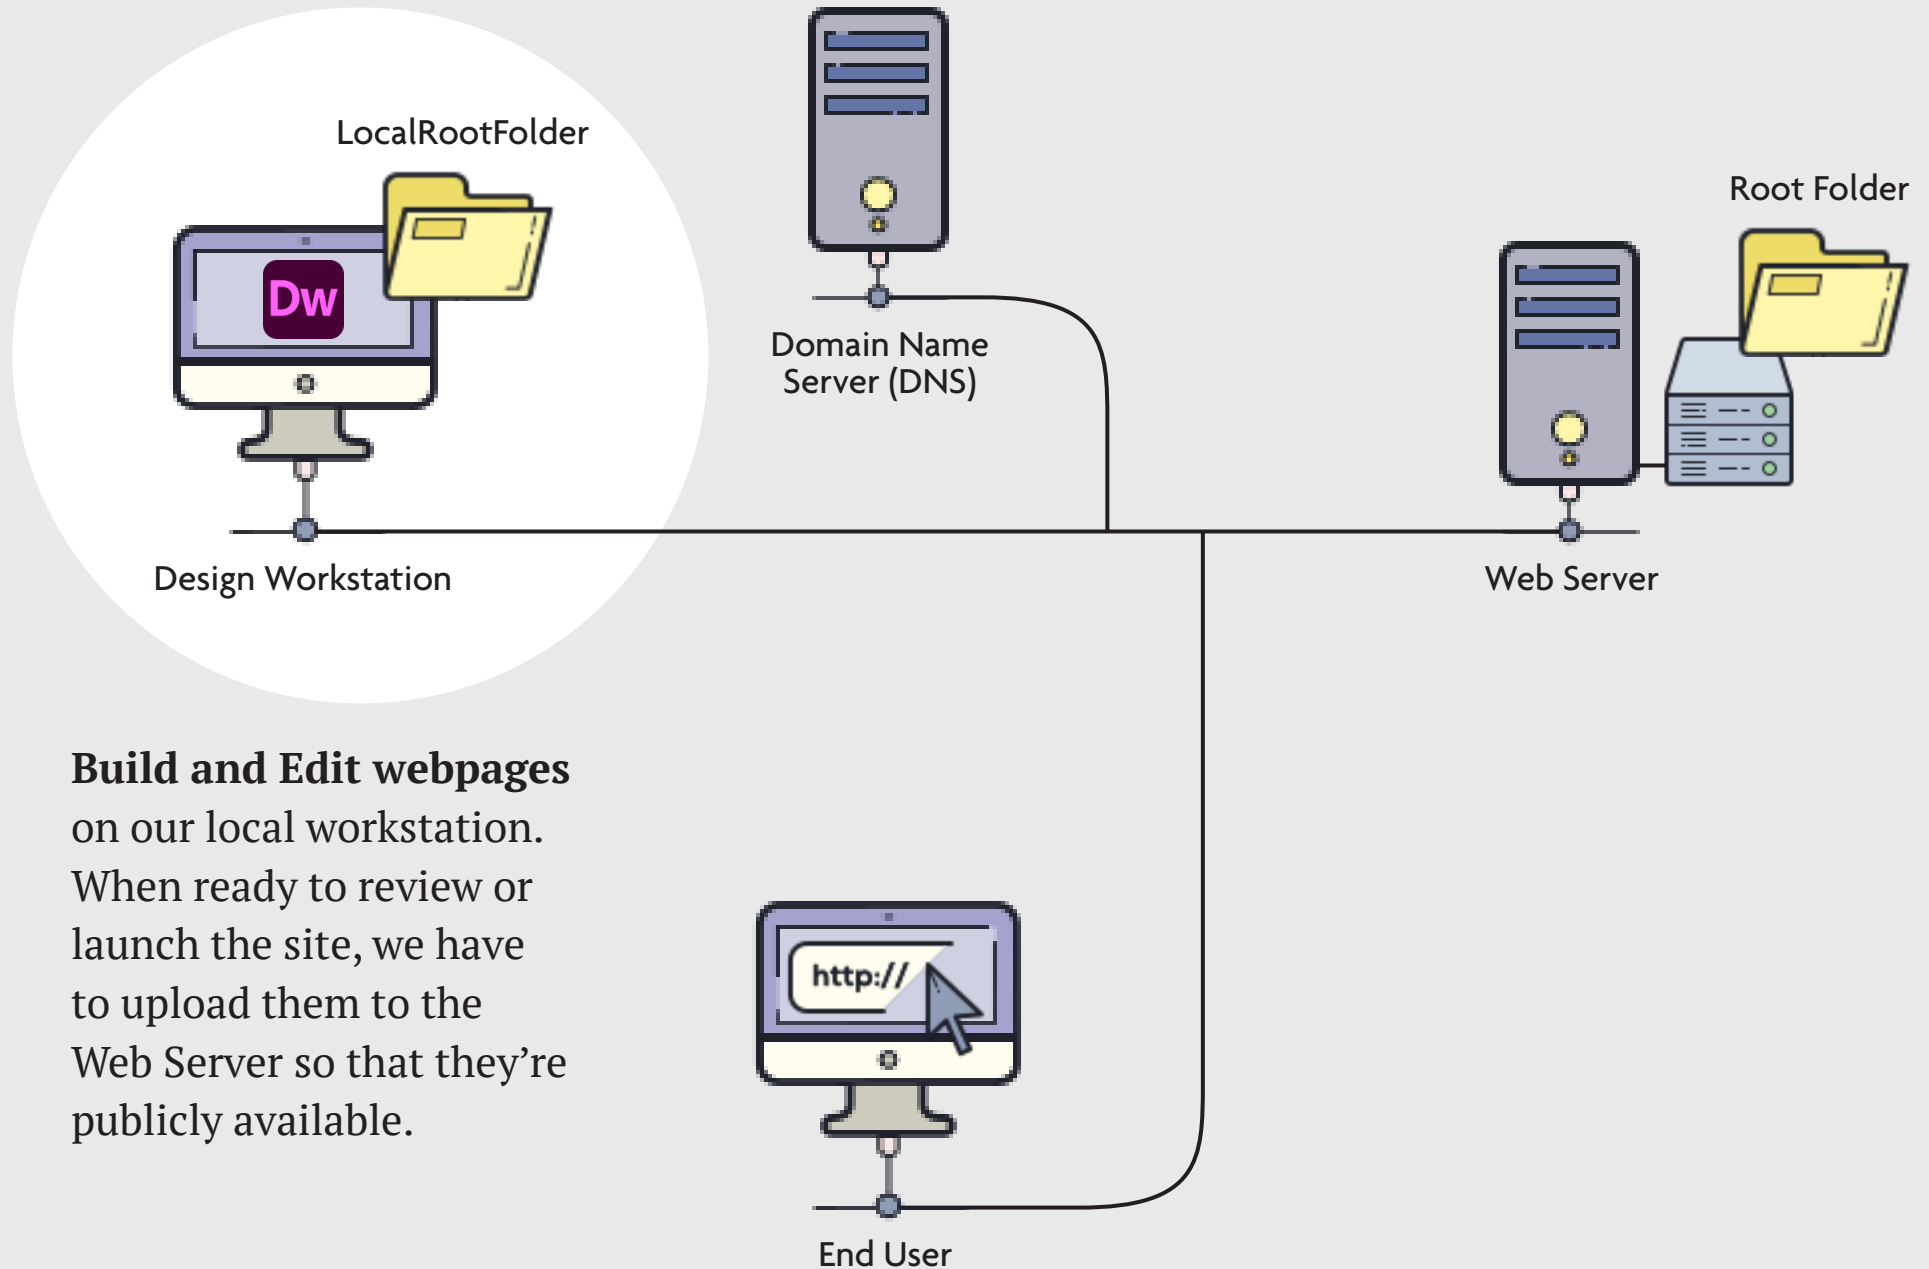 LocalRootFolder
Dw
Design Workstation
Domain Name
Server (DNS)
Root Folder
Web Server
Build and Edit webpages
on our local workstation.
When ready to review or
launch the site, we have
to upload them to the
Web Server so that they’re
publicly available.
http://
End User